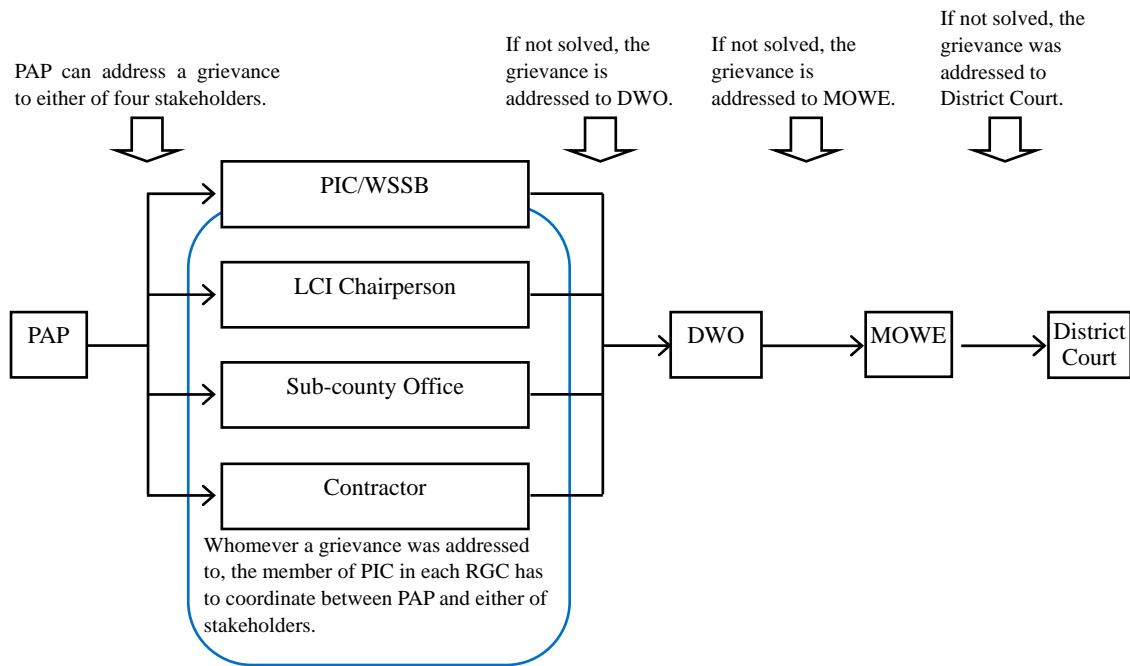 PAP can address a grievance
to either of four stakeholders.
If not solved, the
grievance is
addressed to DWO.
If not solved, the
grievance is
addressed to MOWE.
If not solved, the
grievance was
addressed to
District Court.
PIC/WSSB
LCI Chairperson
PAP
DWO
MOWE
District
Court
Sub-county Office
Contractor
Whomever a grievance was addressed
to, the member of PIC in each RGC has
to coordinate between PAP and either of
stakeholders.